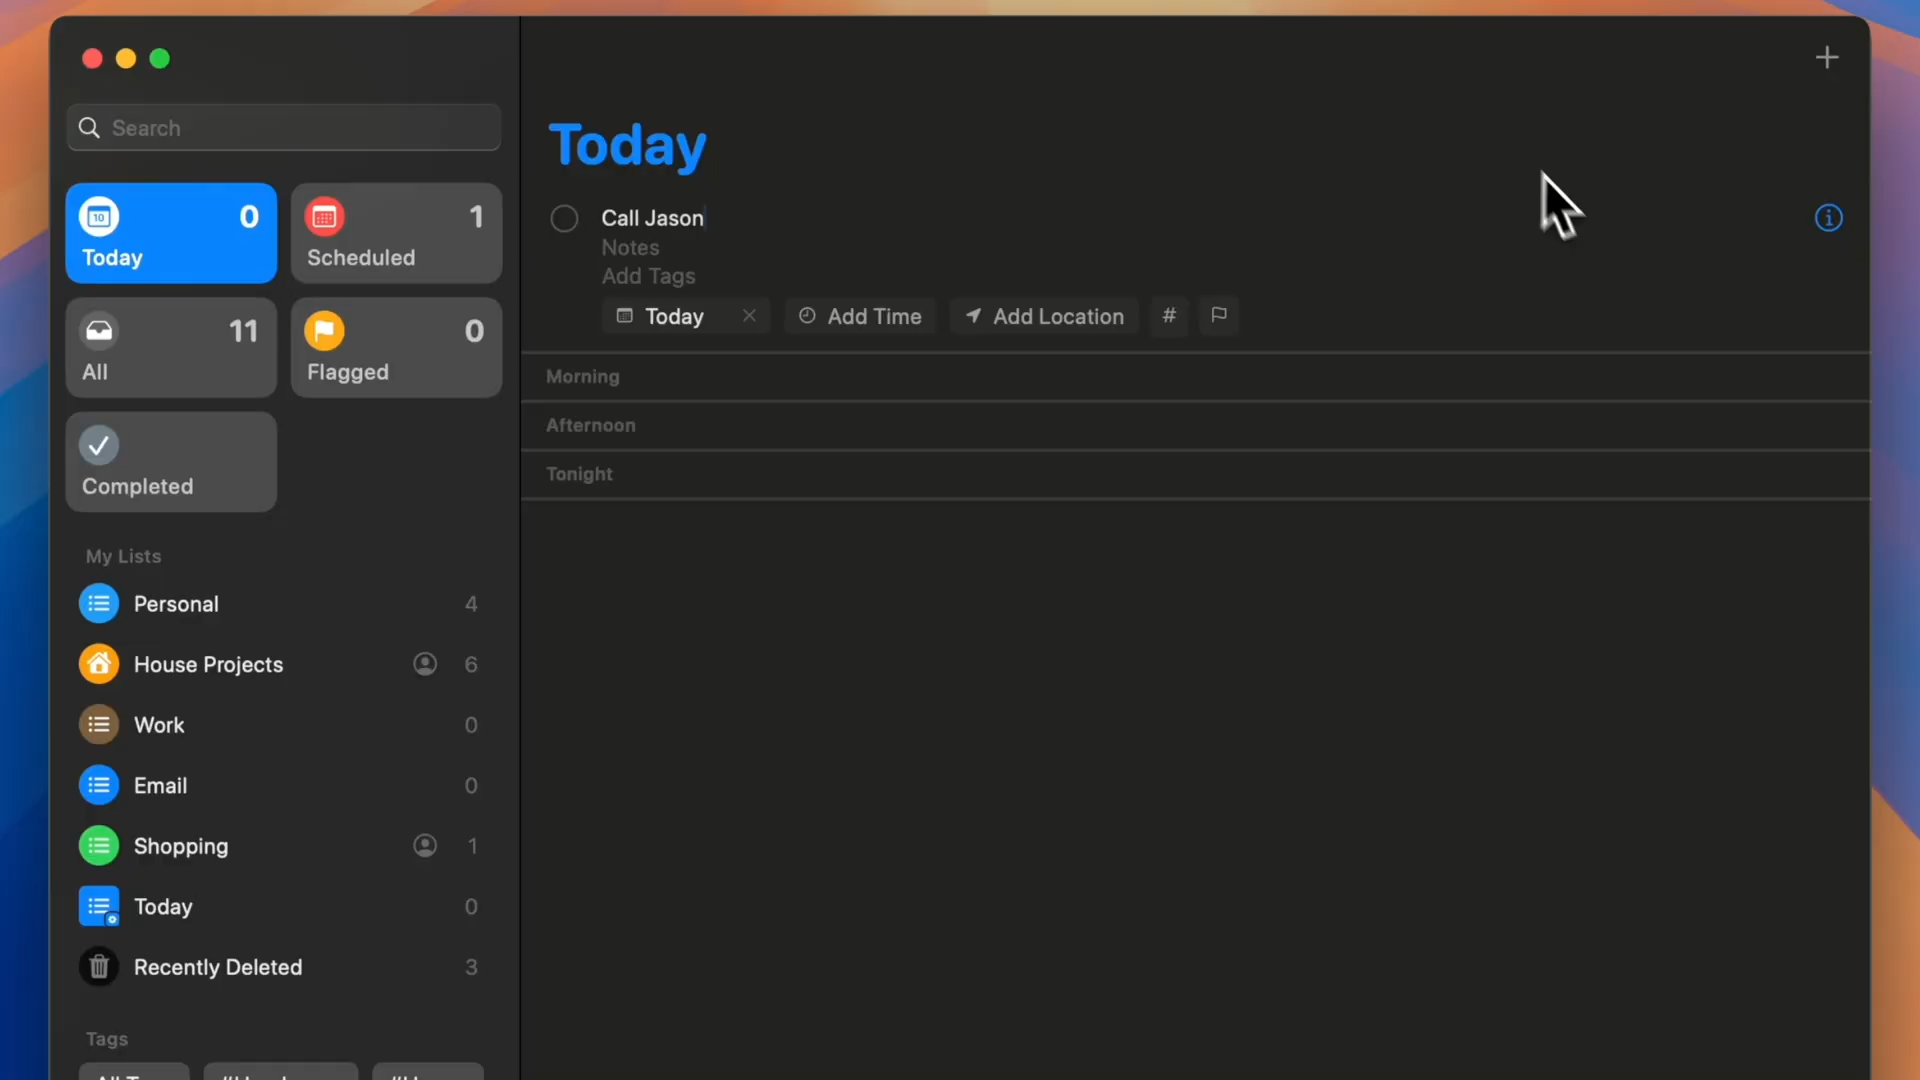 Search
10
0
Today
1
Scheduled
11
All
0
Flagged
Completed
My Lists
Personal 4
House Projects 6
Work 0
Email 0
Shopping 1
Today 0
Recently Deleted 3
Tags
Today
Call Jason
Notes
Add Tags
Today × Add Time Add Location #
Morning
Afternoon
Tonight